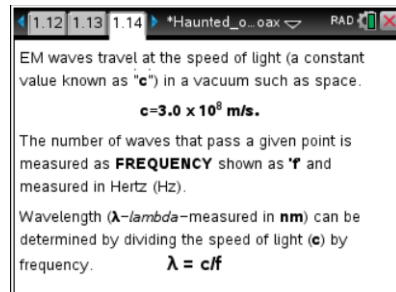 1.12 1.13 1.14 *Haunted_o…oax RAD
EM waves travel at the speed of light (a constant
value known as "c") in a vacuum such as space.
c=3.0 x 10⁸ m/s.
The number of waves that pass a given point is
measured as FREQUENCY shown as 'f' and
measured in Hertz (Hz).
Wavelength (λ-lambda-measured in nm) can be
determined by dividing the speed of light (c) by
frequency. λ = c/f